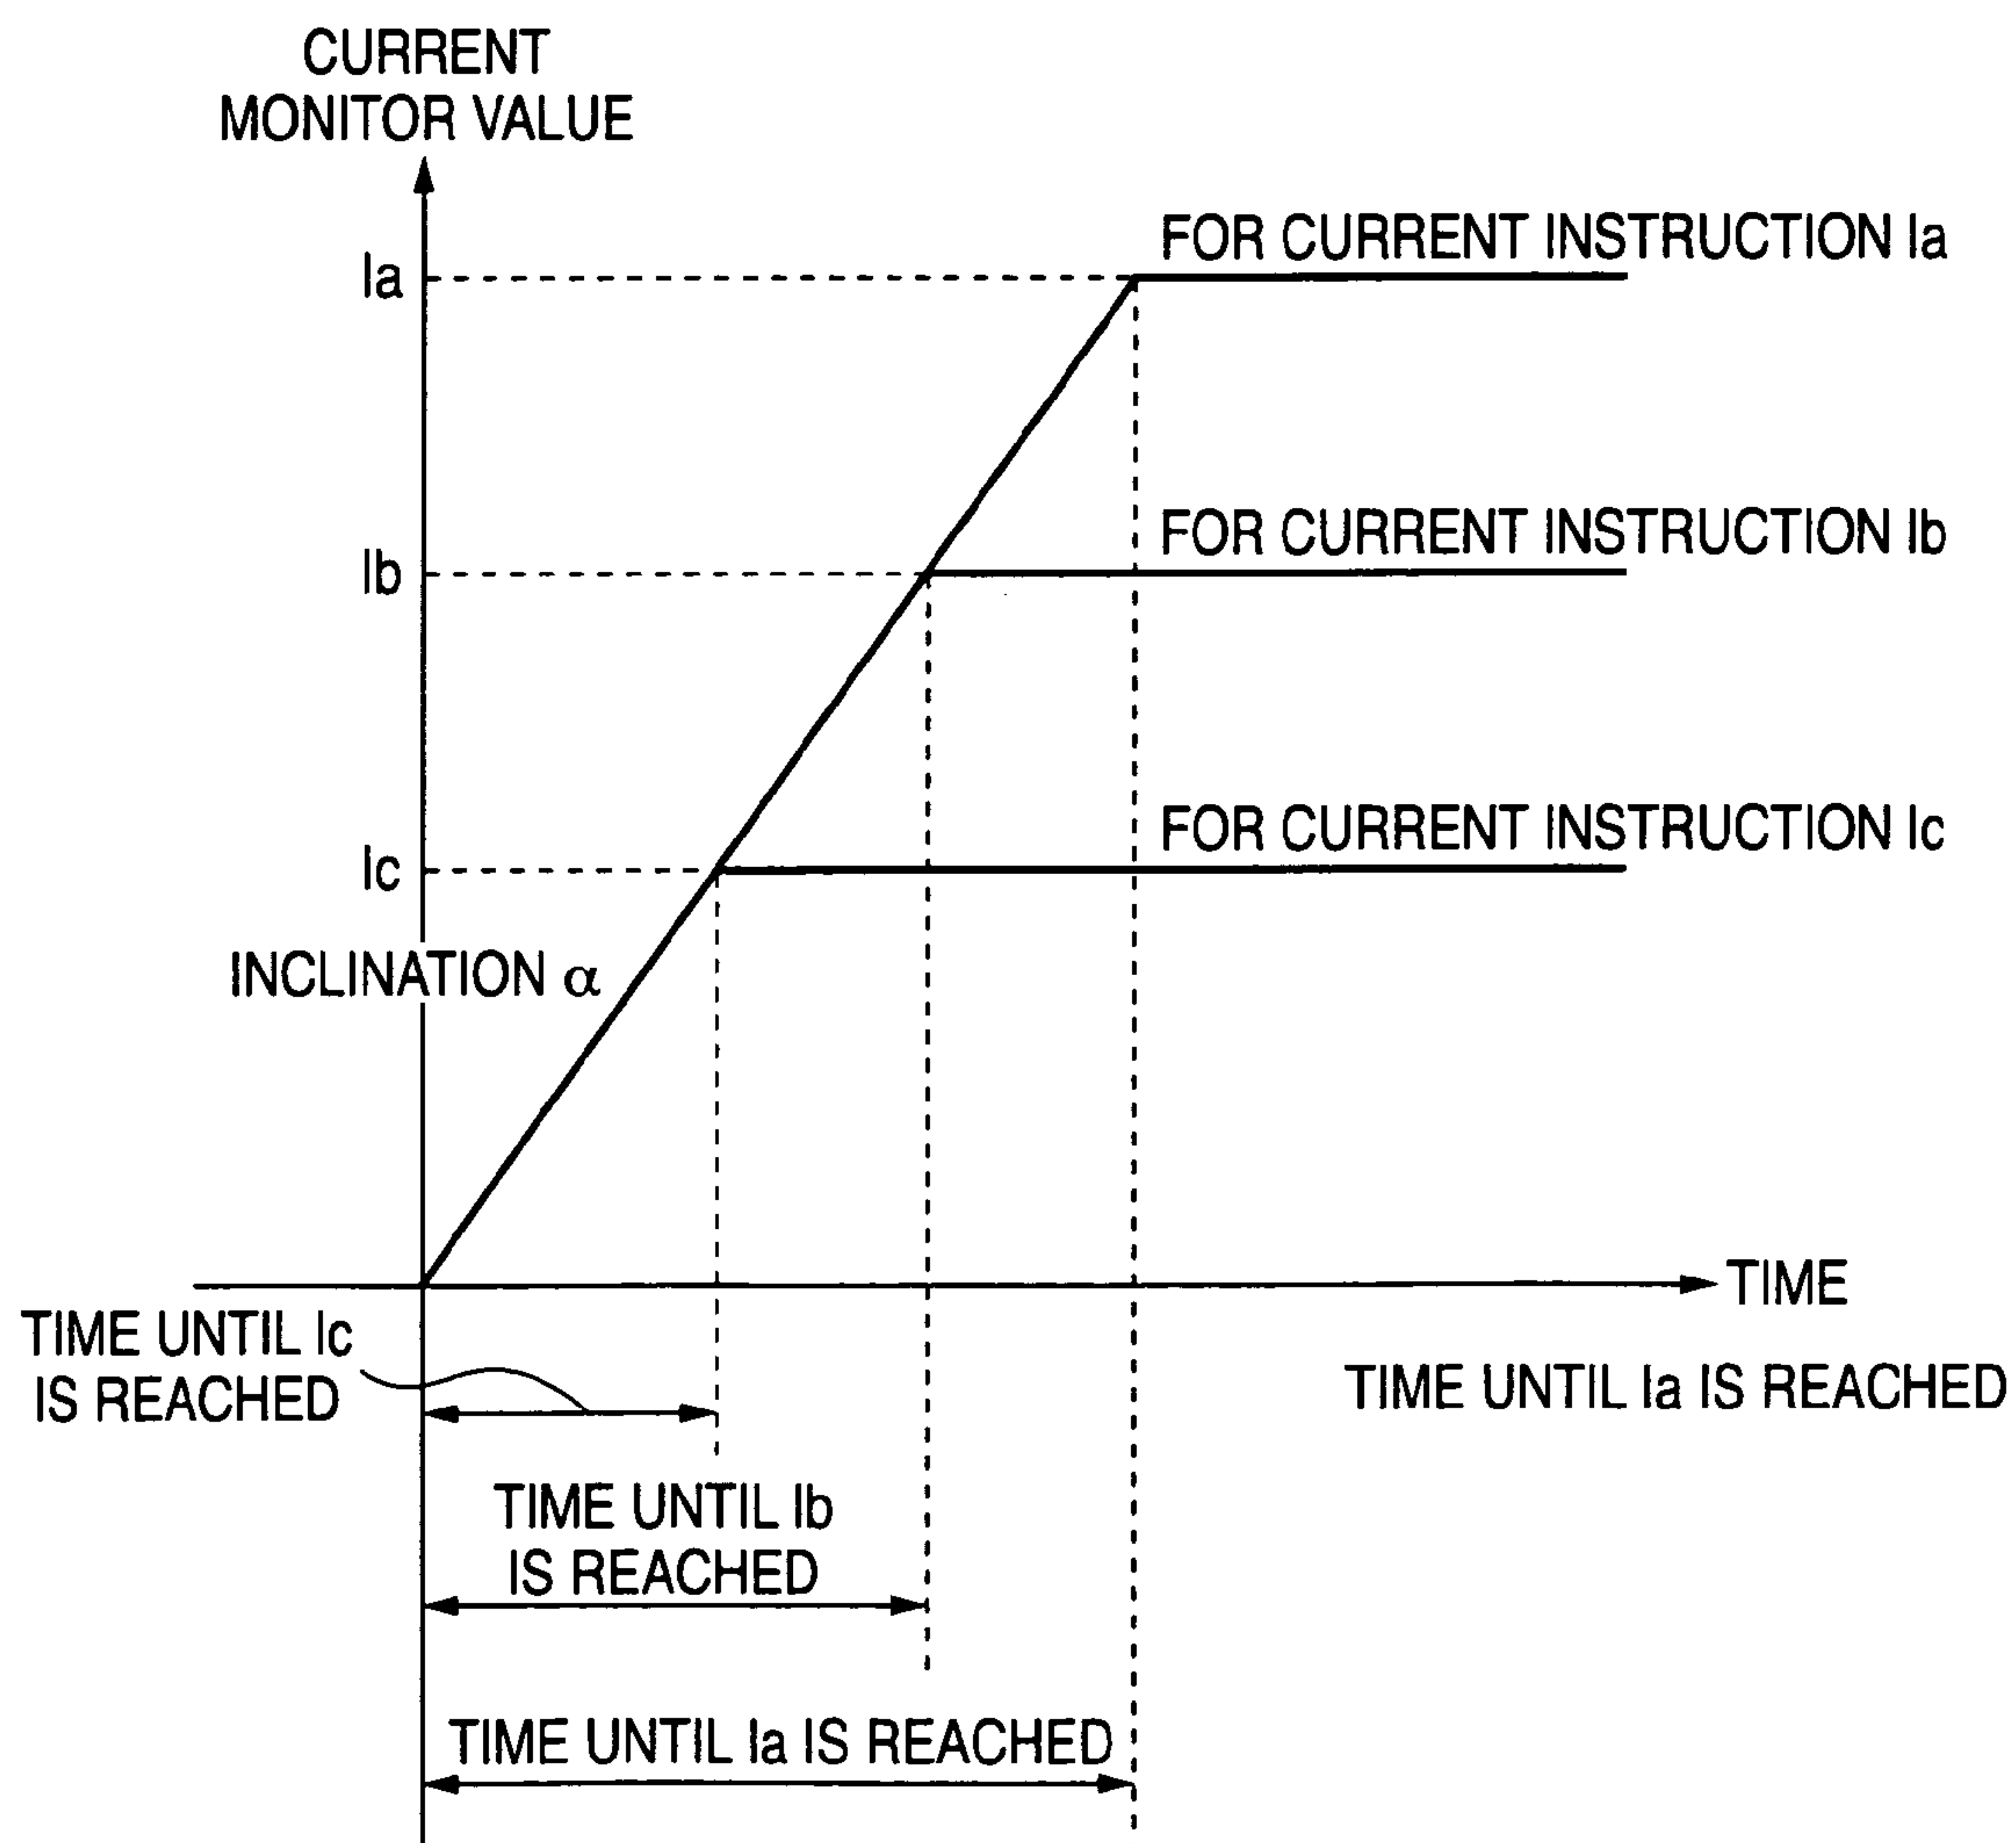 CURRENT
MONITOR VALUE
FOR CURRENT INSTRUCTION Ia
Ia
FOR CURRENT INSTRUCTION Ib
Ib
FOR CURRENT INSTRUCTION Ic
Ic
INCLINATION α
TIME
TIME UNTIL Ic
IS REACHED
TIME UNTIL Ia IS REACHED
TIME UNTIL Ib
IS REACHED
TIME UNTIL Ia IS REACHED